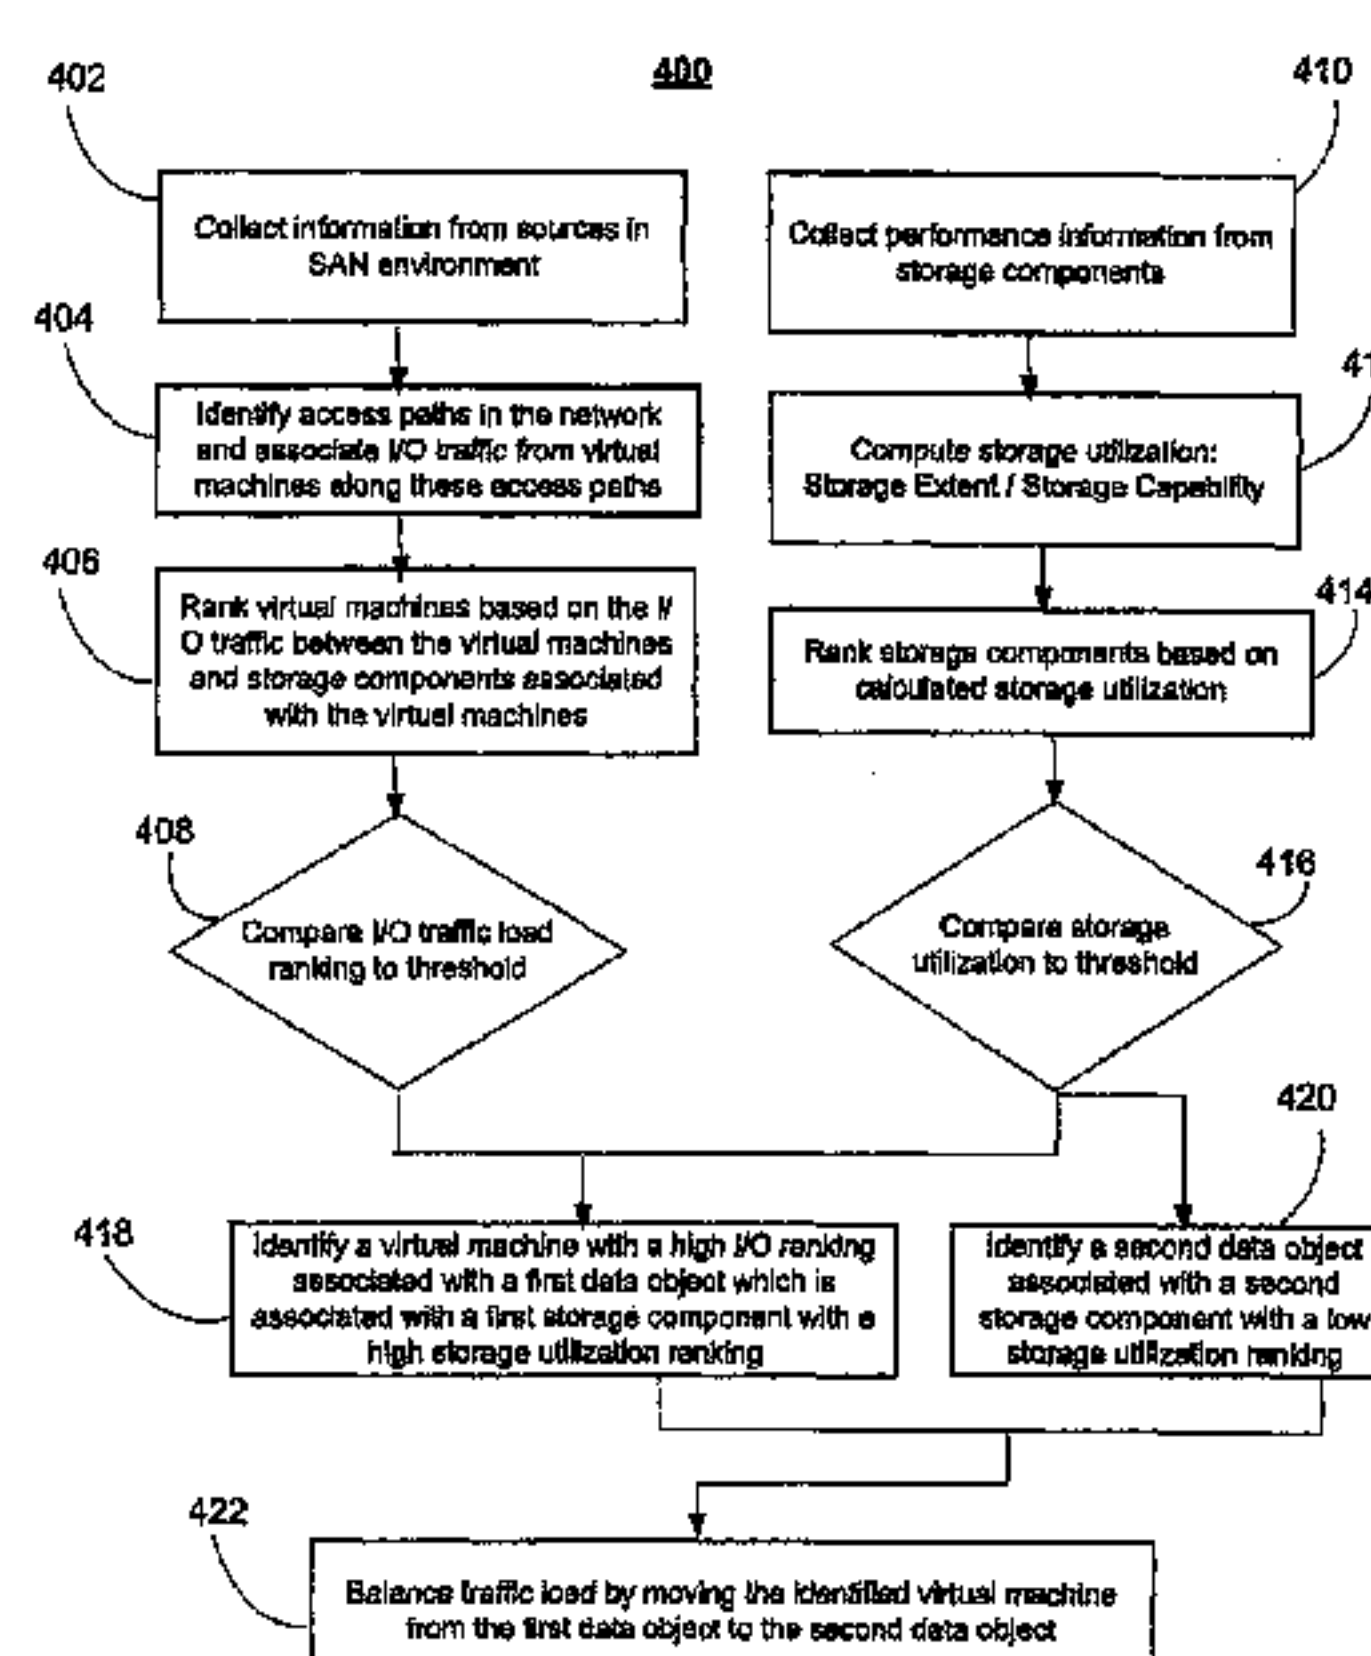 400
402
Collect information from sources in
SAN environment
404
Identify access paths in the network
and associate I/O traffic from virtual
machines along these access paths
406
Rank virtual machines based on the I/
O traffic between the virtual machines
and storage components associated
with the virtual machines
408
Compare I/O traffic load
ranking to threshold
410
Collect performance information from
storage components
41
Compute storage utilization:
Storage Extent / Storage Capability
414
Rank storage components based on
calculated storage utilization
416
Compare storage
utilization to threshold
418
Identify a virtual machine with a high I/O ranking
associated with a first data object which is
associated with a first storage component with a
high storage utilization ranking
420
Identify a second data object
associated with a second
storage component with a low
storage utilization ranking
422
Balance traffic load by moving the identified virtual machine
from the first data object to the second data object